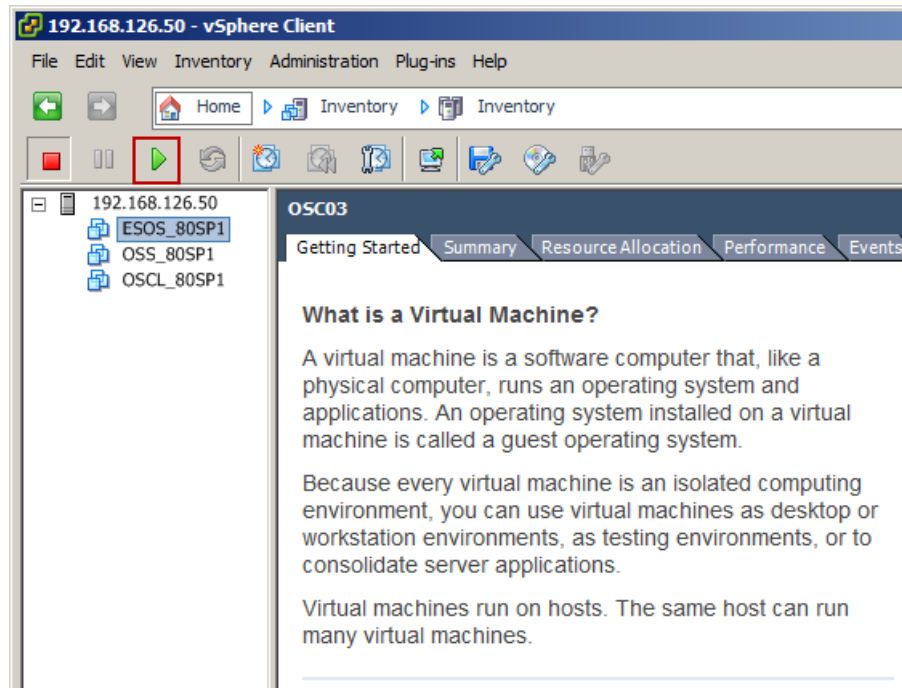 192.168.126.50 - vSphere Client
File Edit View Inventory Administration Plug-ins Help
Home Inventory Inventory
192.168.126.50
ESOS_80SP1
OSS_80SP1
OSCL_80SP1
OSC03
Getting Started Summary Resource Allocation Performance Events
What is a Virtual Machine?
A virtual machine is a software computer that, like a
physical computer, runs an operating system and
applications. An operating system installed on a virtual
machine is called a guest operating system.
Because every virtual machine is an isolated computing
environment, you can use virtual machines as desktop or
workstation environments, as testing environments, or to
consolidate server applications.
Virtual machines run on hosts. The same host can run
many virtual machines.